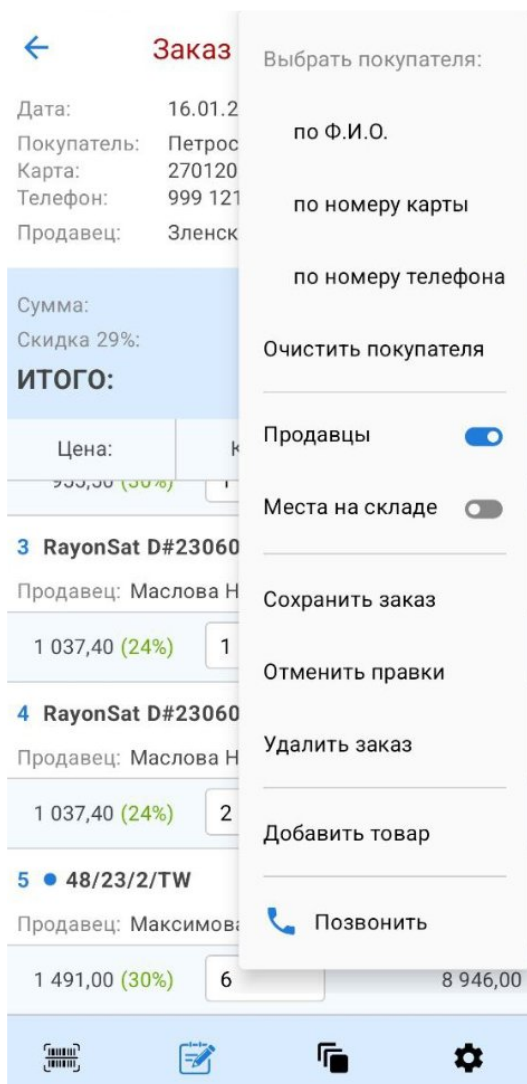 Заказ
Дата: 16.01.2
Покупатель: Петрос
Карта: 270120
Телефон: 999 121
Продавец: Зленск
Сумма:
Скидка 29%:
ИТОГО:
Цена: К
3 RayonSat D#23060
Продавец: Маслова Н
1 037,40 (24%) 1
4 RayonSat D#23060
Продавец: Маслова Н
1 037,40 (24%) 2
5 48/23/2/TW
Продавец: Максимова
1 491,00 (30%) 6 8 946,00
Выбрать покупателя:
по Ф.И.О.
по номеру карты
по номеру телефона
Очистить покупателя
Продавцы
Места на складе
Сохранить заказ
Отменить правки
Удалить заказ
Добавить товар
Позвонить